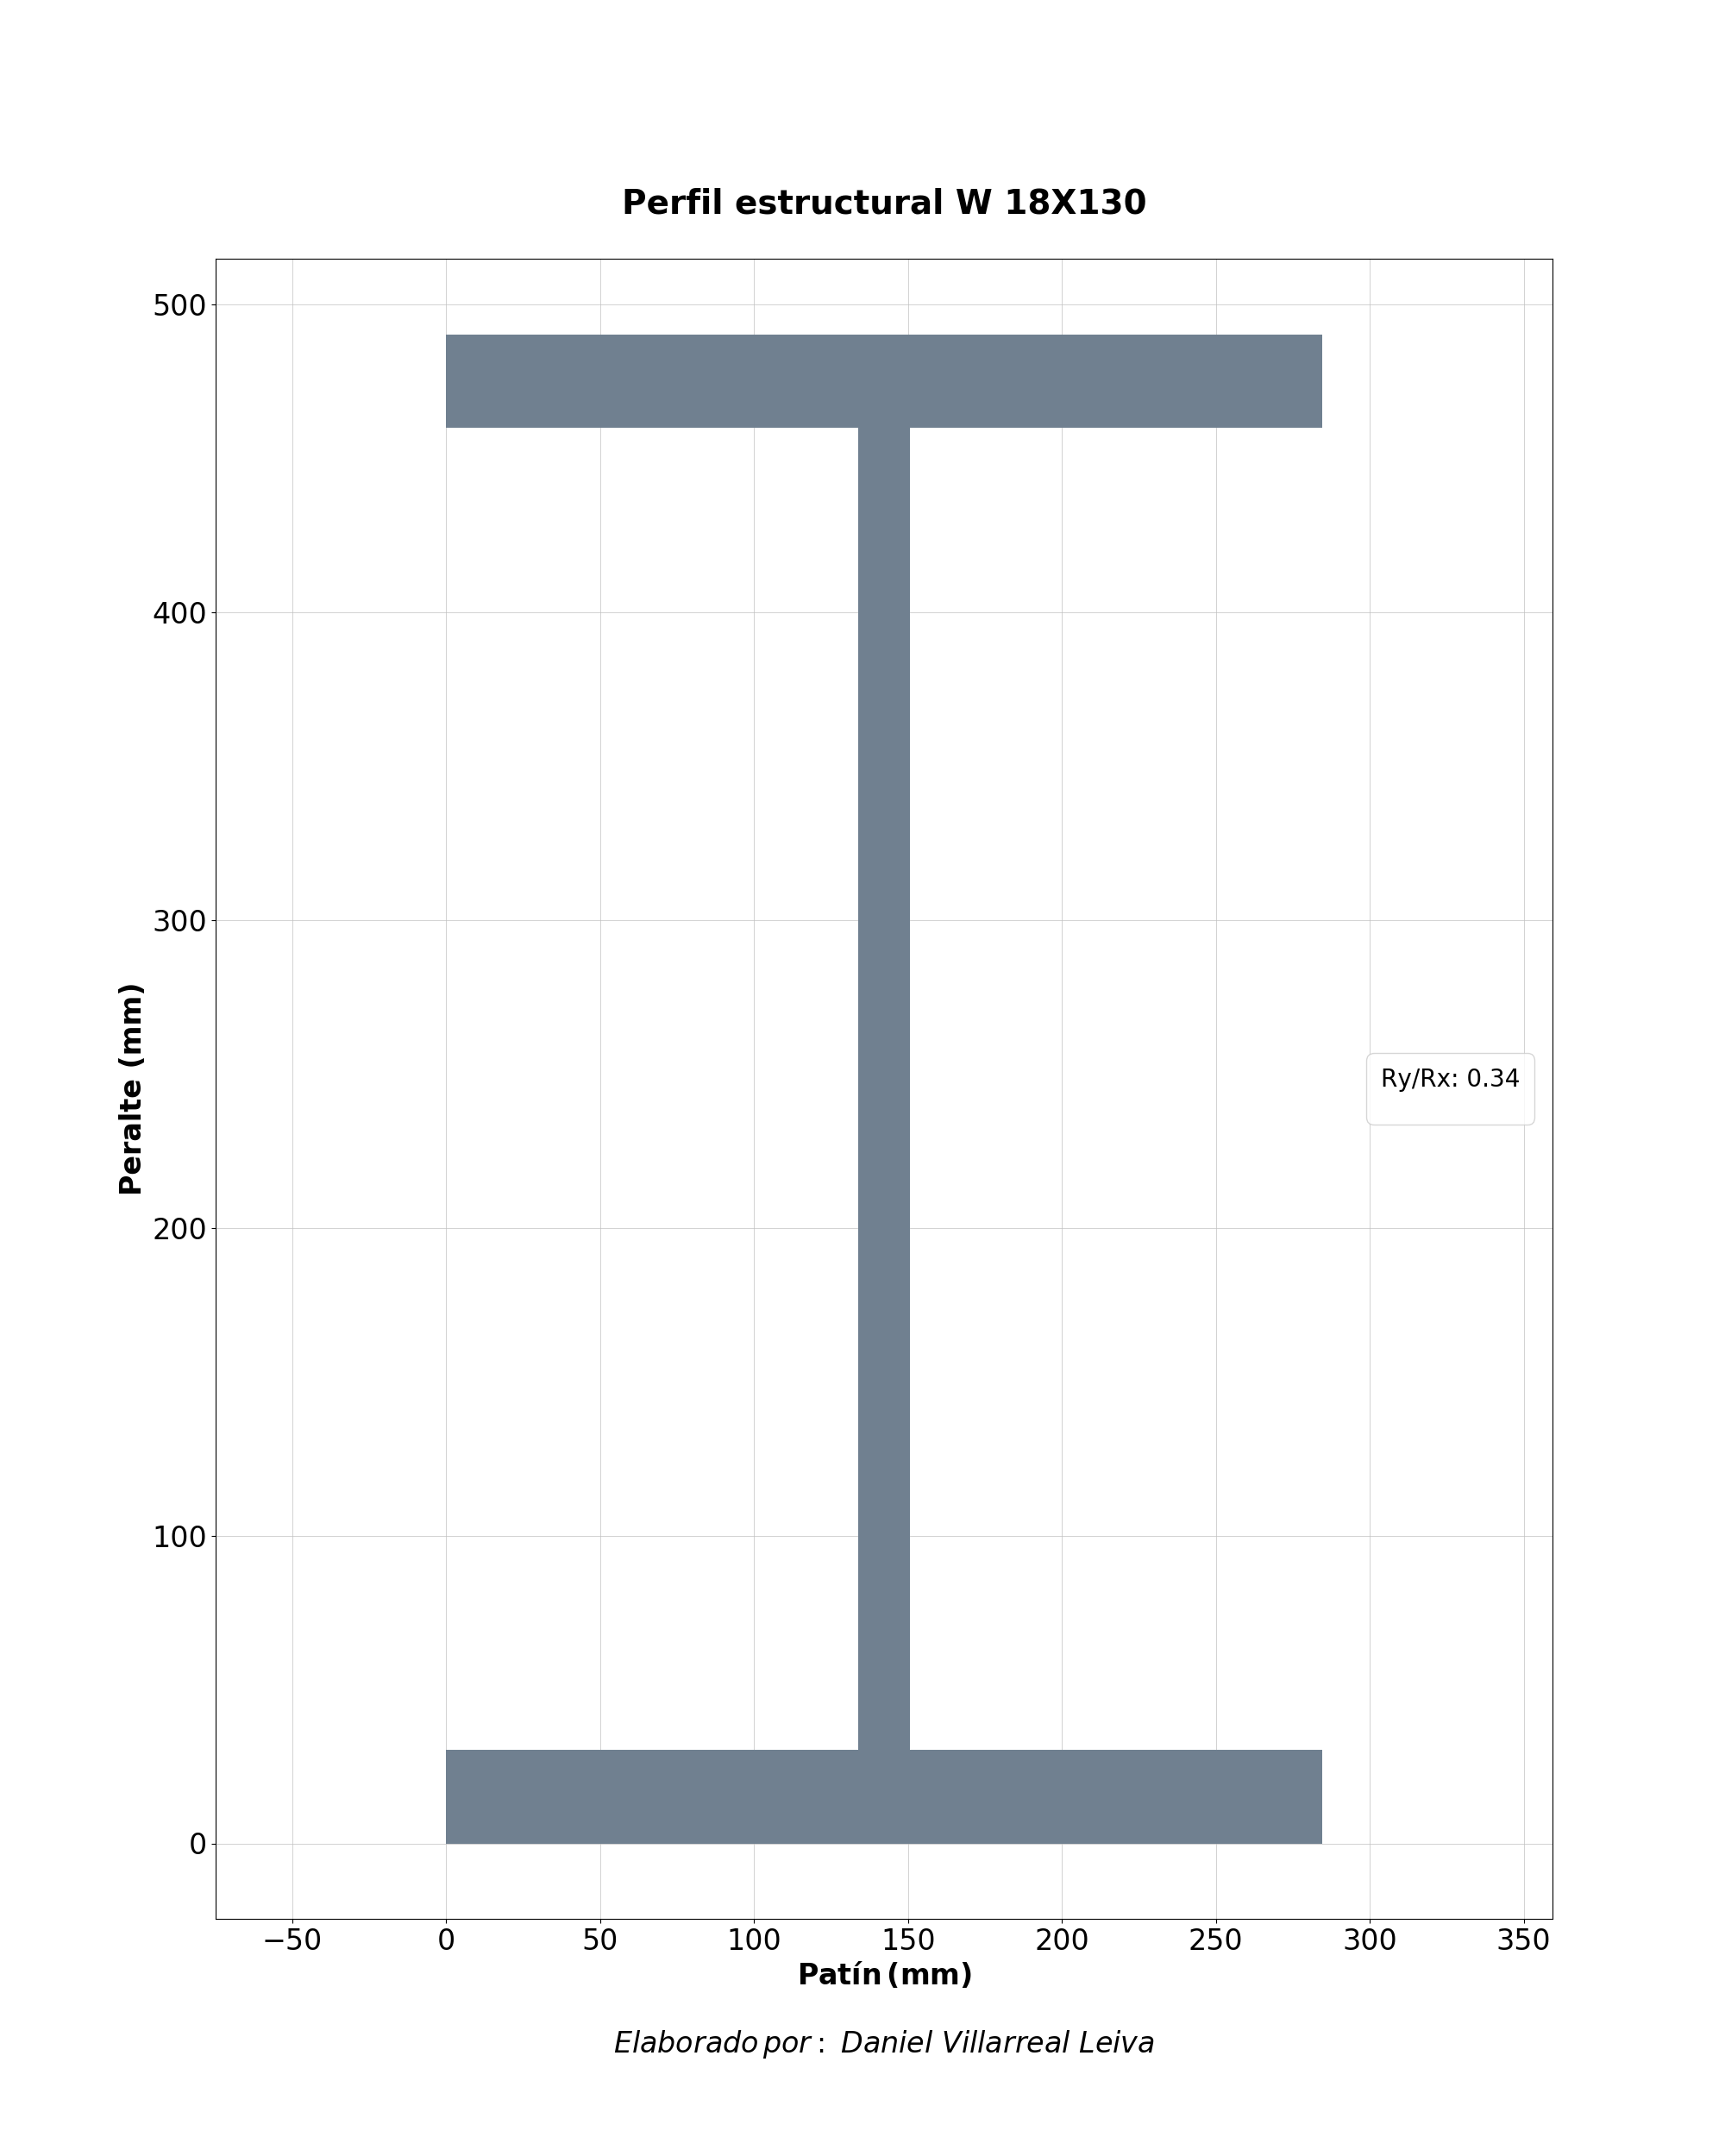 Perfil estructural W 18X130
500
400
300
200
100
0
Peralte (mm)
Ry/Rx: 0.34
−50 0 50 100 150 200 250 300 350
Patín (mm)
Elaborado por: Daniel Villarreal Leiva